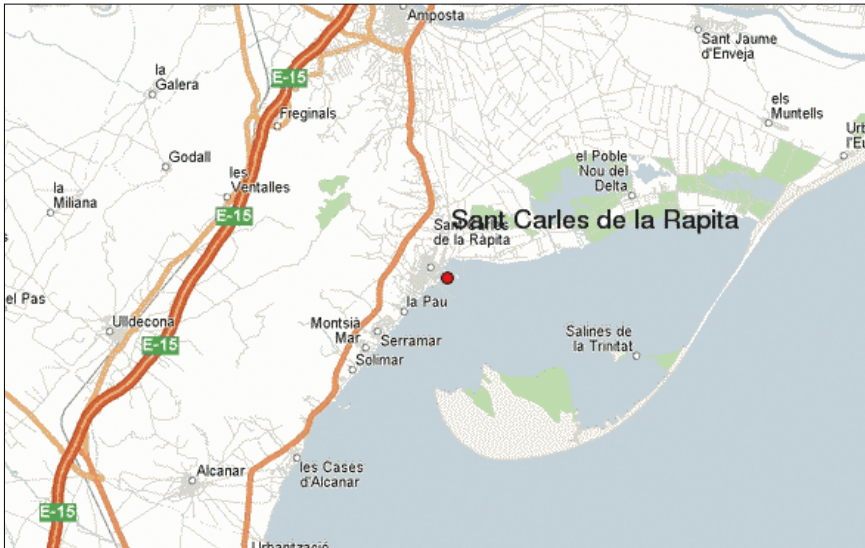 Amposta
Sant Jaume
d'Enveja
la
Galera
E-15
els
Muntells
Freginals
Urb
l'Eu
Godall
el Poble
Nou del
Delta
les
Ventalles
la
Miliana
E-15
Sant Carles de la Rapita
Sant Carles
de la Ràpita
el Pas
la Pau
Ulldecona
Montsià
Mar
Serramar
Salines de
la Trinitat
E-15
Solimar
Alcanar
les Cases
d'Alcanar
E-15
Urbantizació